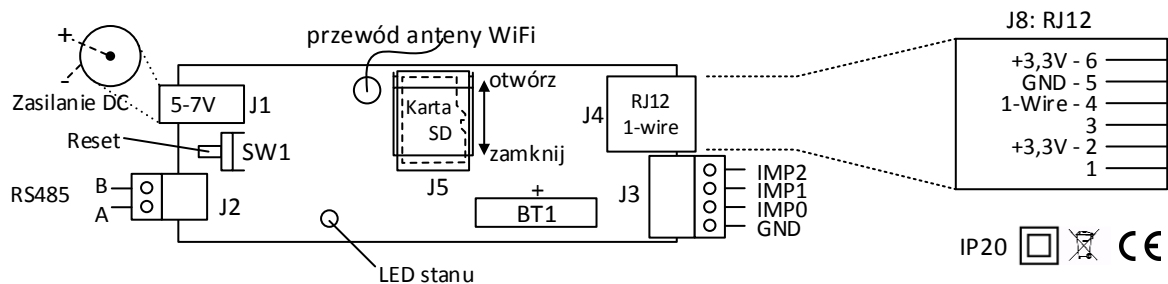 J8: RJ12
+
-
Zasilanie DC
przewód anteny WiFi
5-7V
J1
Karta
SD
otwórz
zamknij
J5
J4
RJ12
1-wire
+3,3V - 6
GND - 5
1-Wire - 4
3
+3,3V - 2
1
Reset
SW1
RS485
B
A
J2
+
BT1
J3
IMP2
IMP1
IMP0
GND
LED stanu
IP20
CE